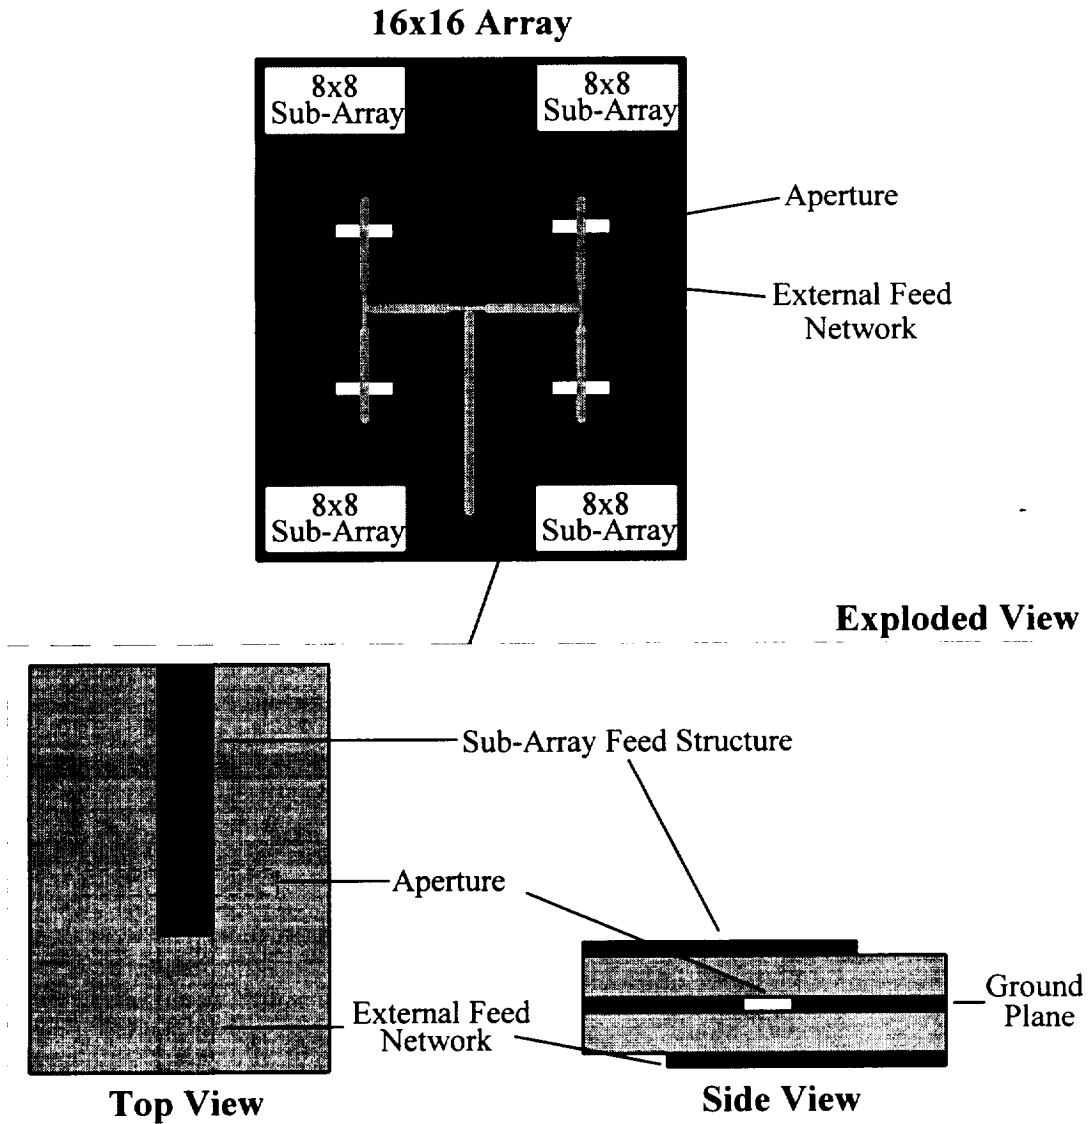 16x16 Array
8x8
Sub-Array
8x8
Sub-Array
Aperture
External Feed
Network
8x8
Sub-Array
8x8
Sub-Array
Exploded View
Sub-Array Feed Structure
Aperture
Ground
Plane
External Feed
Network
Top View
Side View